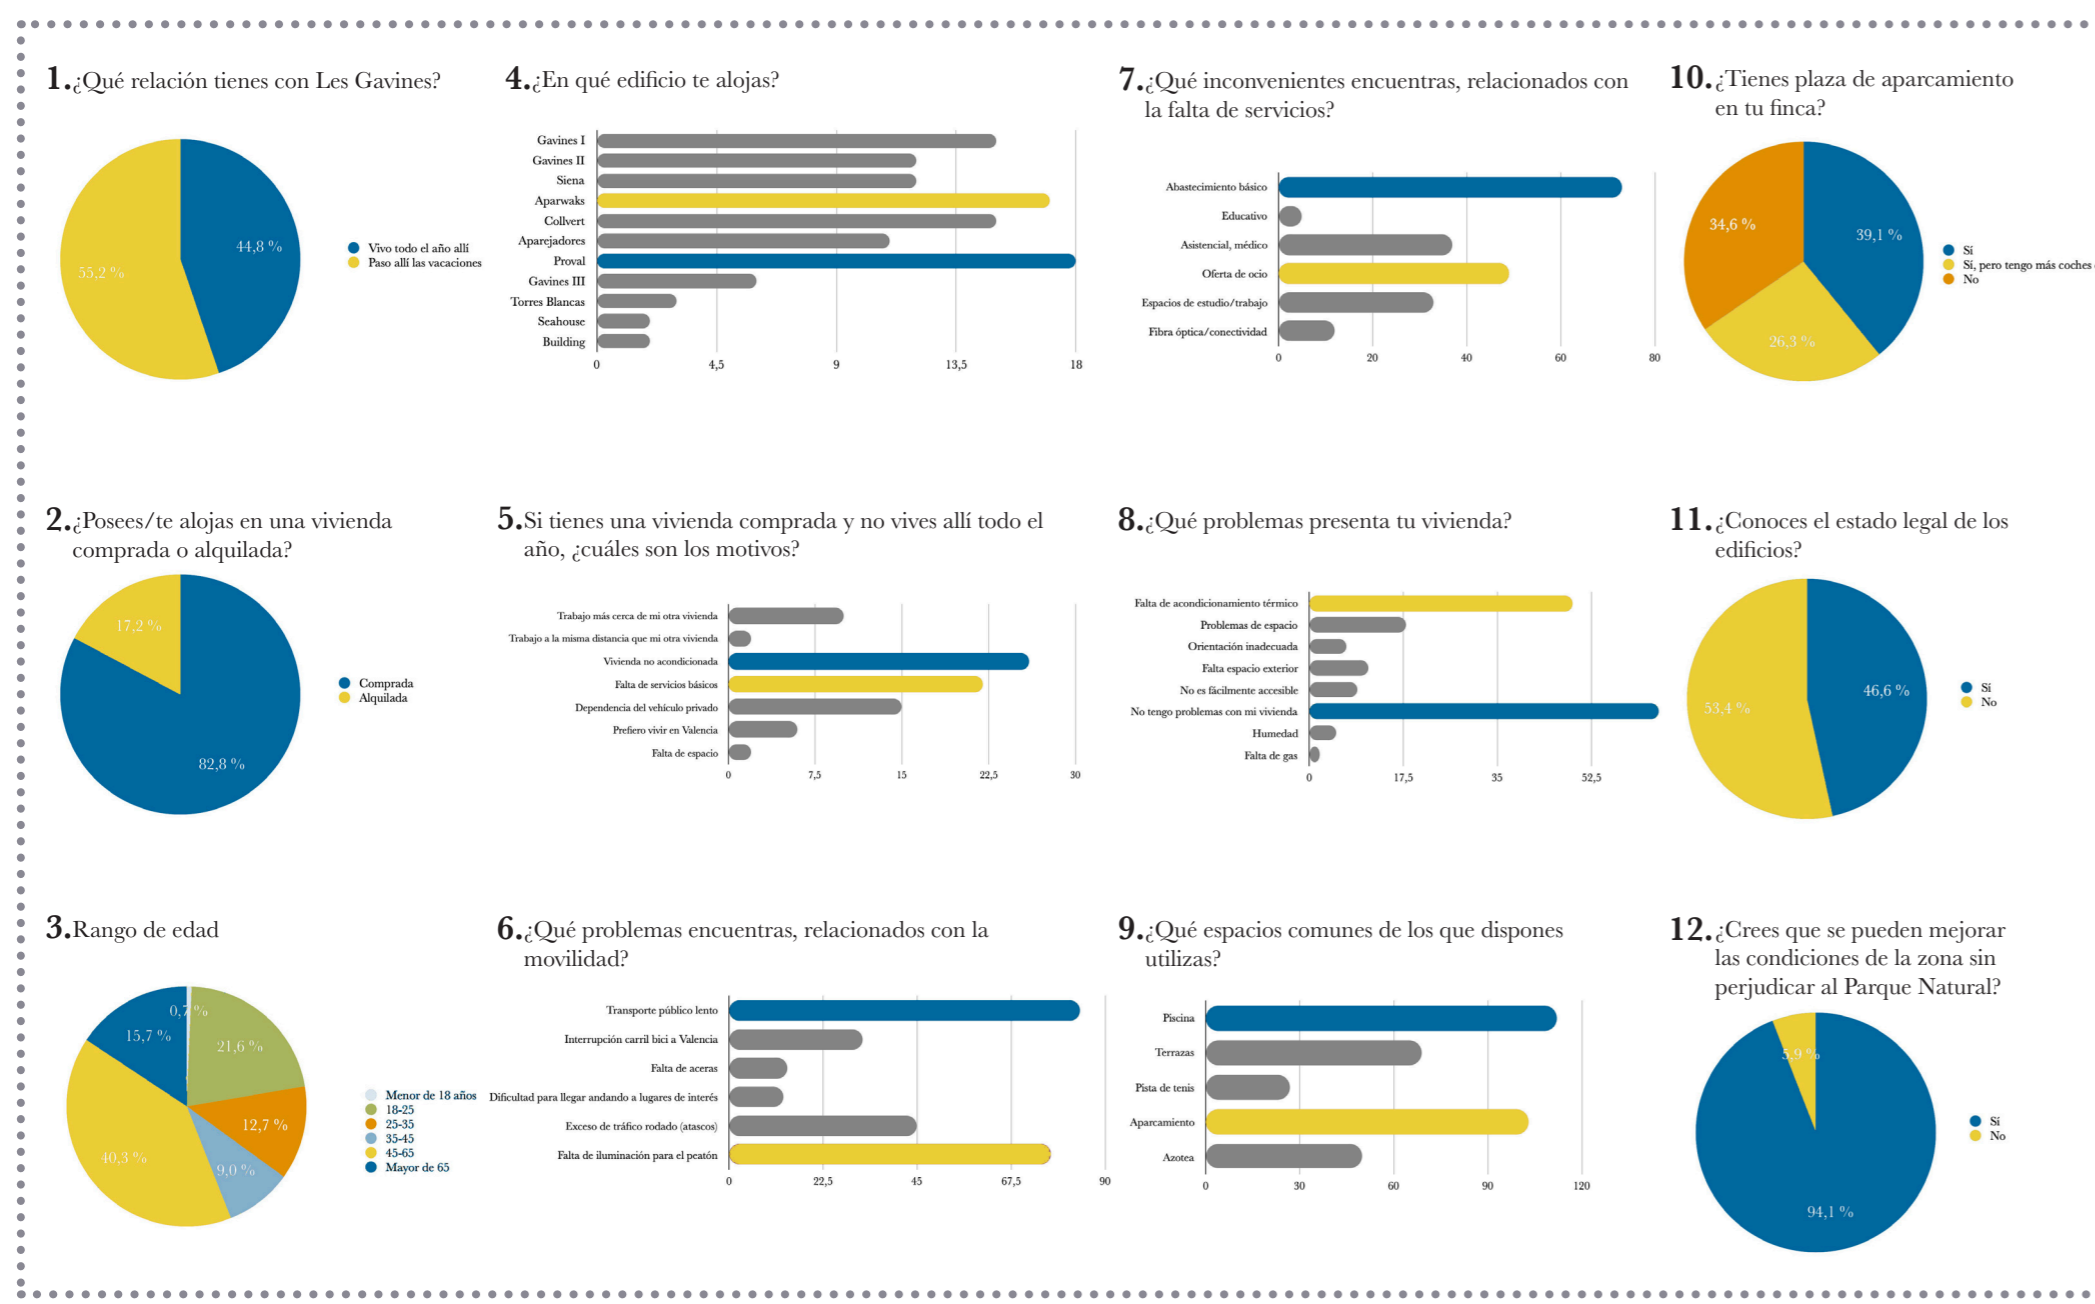 1.¿Qué relación tienes con Les Gavines?
44,8 %
55,2 %
Vivo todo el año allí
Paso allí las vacaciones
2.¿Posees/te alojas en una vivienda
comprada o alquilada?
17,2 %
82,8 %
Comprada
Alquilada
3.Rango de edad
0,7 %
15,7 %
21,6 %
12,7 %
40,3 %
9,0 %
Menor de 18 años
18-25
25-35
35-45
45-65
Mayor de 65
4.¿En qué edificio te alojas?
Gavines I
Gavines II
Siena
Aparwaks
Collvert
Aparejadores
Proval
Gavines III
Torres Blancas
Seahouse
Building
0 4,5 9 13,5 18
5.Si tienes una vivienda comprada y no vives allí todo el
año, ¿cuáles son los motivos?
Trabajo más cerca de mi otra vivienda
Trabajo a la misma distancia que mi otra vivienda
Vivienda no acondicionada
Falta de servicios básicos
Dependencia del vehículo privado
Prefiero vivir en Valencia
Falta de espacio
0 7,5 15 22,5 30
6.¿Qué problemas encuentras, relacionados con la
movilidad?
Transporte público lento
Interrupción carril bici a Valencia
Falta de aceras
Dificultad para llegar andando a lugares de interés
Exceso de tráfico rodado (atascos)
Falta de iluminación para el peatón
0 22,5 45 67,5 90
7.¿Qué inconvenientes encuentras, relacionados con
la falta de servicios?
Abastecimiento básico
Educativo
Asistencial, médico
Oferta de ocio
Espacios de estudio/trabajo
Fibra óptica/conectividad
0 20 40 60 80
8.¿Qué problemas presenta tu vivienda?
Falta de acondicionamiento térmico
Problemas de espacio
Orientación inadecuada
Falta espacio exterior
No es fácilmente accesible
No tengo problemas con mi vivienda
Humedad
Falta de gas
0 17,5 35 52,5
9.¿Qué espacios comunes de los que dispones
utilizas?
Piscina
Terrazas
Pista de tenis
Aparcamiento
Azotea
0 30 60 90 120
10.¿Tienes plaza de aparcamiento
en tu finca?
34,6 %
39,1 %
26,3 %
Sí
Sí, pero tengo más coches
No
11.¿Conoces el estado legal de los
edificios?
46,6 %
53,4 %
Sí
No
12.¿Crees que se pueden mejorar
las condiciones de la zona sin
perjudicar al Parque Natural?
5,9 %
94,1 %
Sí
No